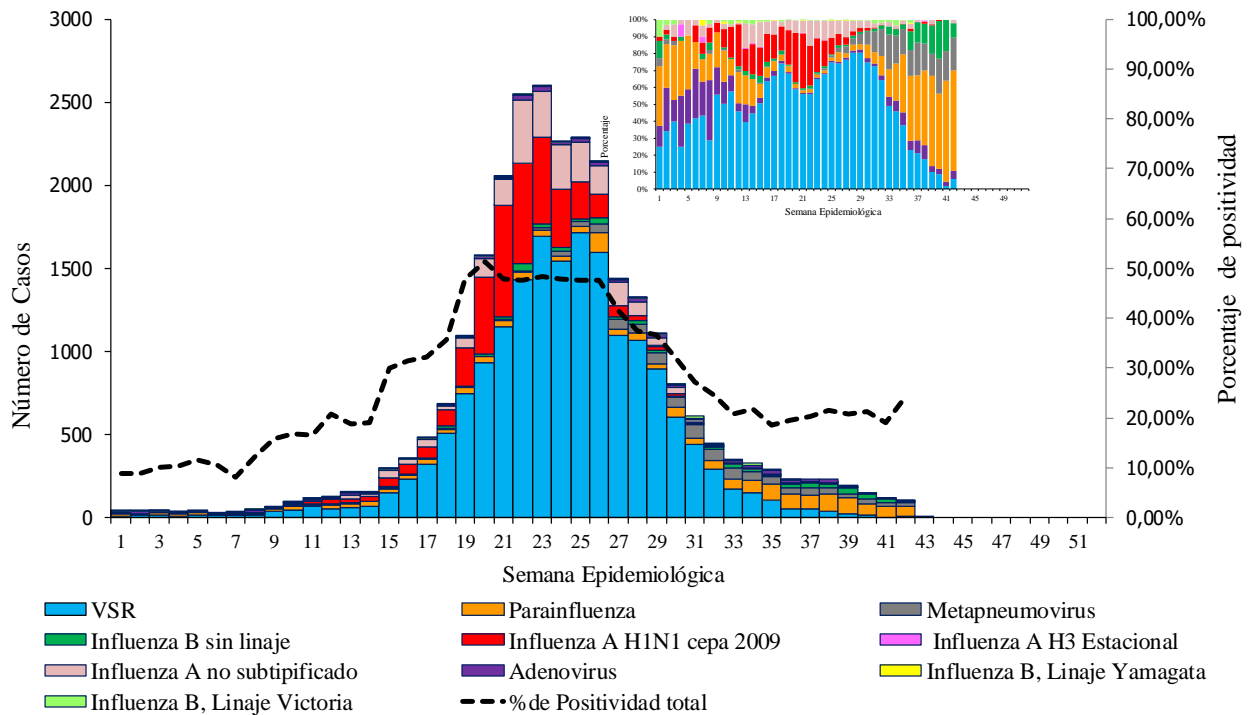 3000
2500
2000
1500
1000
500
0
Número de Casos
100,00%
90,00%
80,00%
70,00%
60,00%
50,00%
40,00%
30,00%
20,00%
10,00%
0,00%
Porcentaje de positividad
1 3 5 7 9 11 13 15 17 19 21 23 25 27 29 31 33 35 37 39 41 43 45 47 49 51
Semana Epidemiológica
100%
90%
80%
70%
60%
50%
40%
30%
20%
10%
0%
Porcentaje
1 5 9 13 17 21 25 29 33 37 41 45 49
Semana Epidemiológica
VSR Parainfluenza Metapneumovirus
Influenza B sin linaje Influenza A H1N1 cepa 2009 Influenza A H3 Estacional
Influenza A no subtipificado Adenovirus Influenza B, Linaje Yamagata
Influenza B, Linaje Victoria %de Positividad total